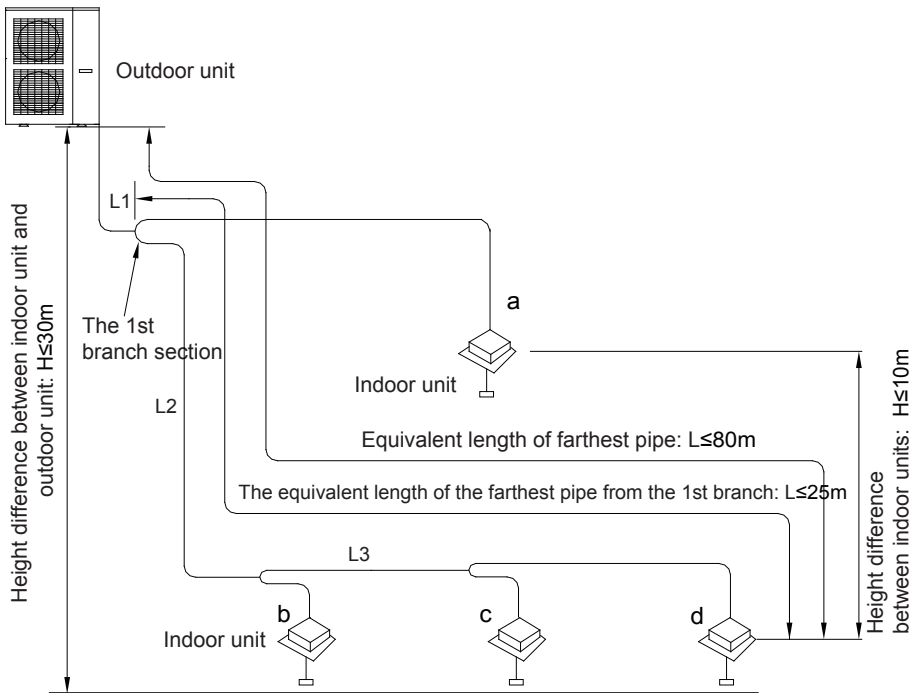 Outdoor unit
L1
The 1st
branch section
a
Indoor unit
L2
Equivalent length of farthest pipe: L≤80m
The equivalent length of the farthest pipe from the 1st branch: L≤25m
L3
b
c
d
Indoor unit
Height difference between indoor unit and
outdoor unit: H≤30m
Height difference
between indoor units: H≤10m